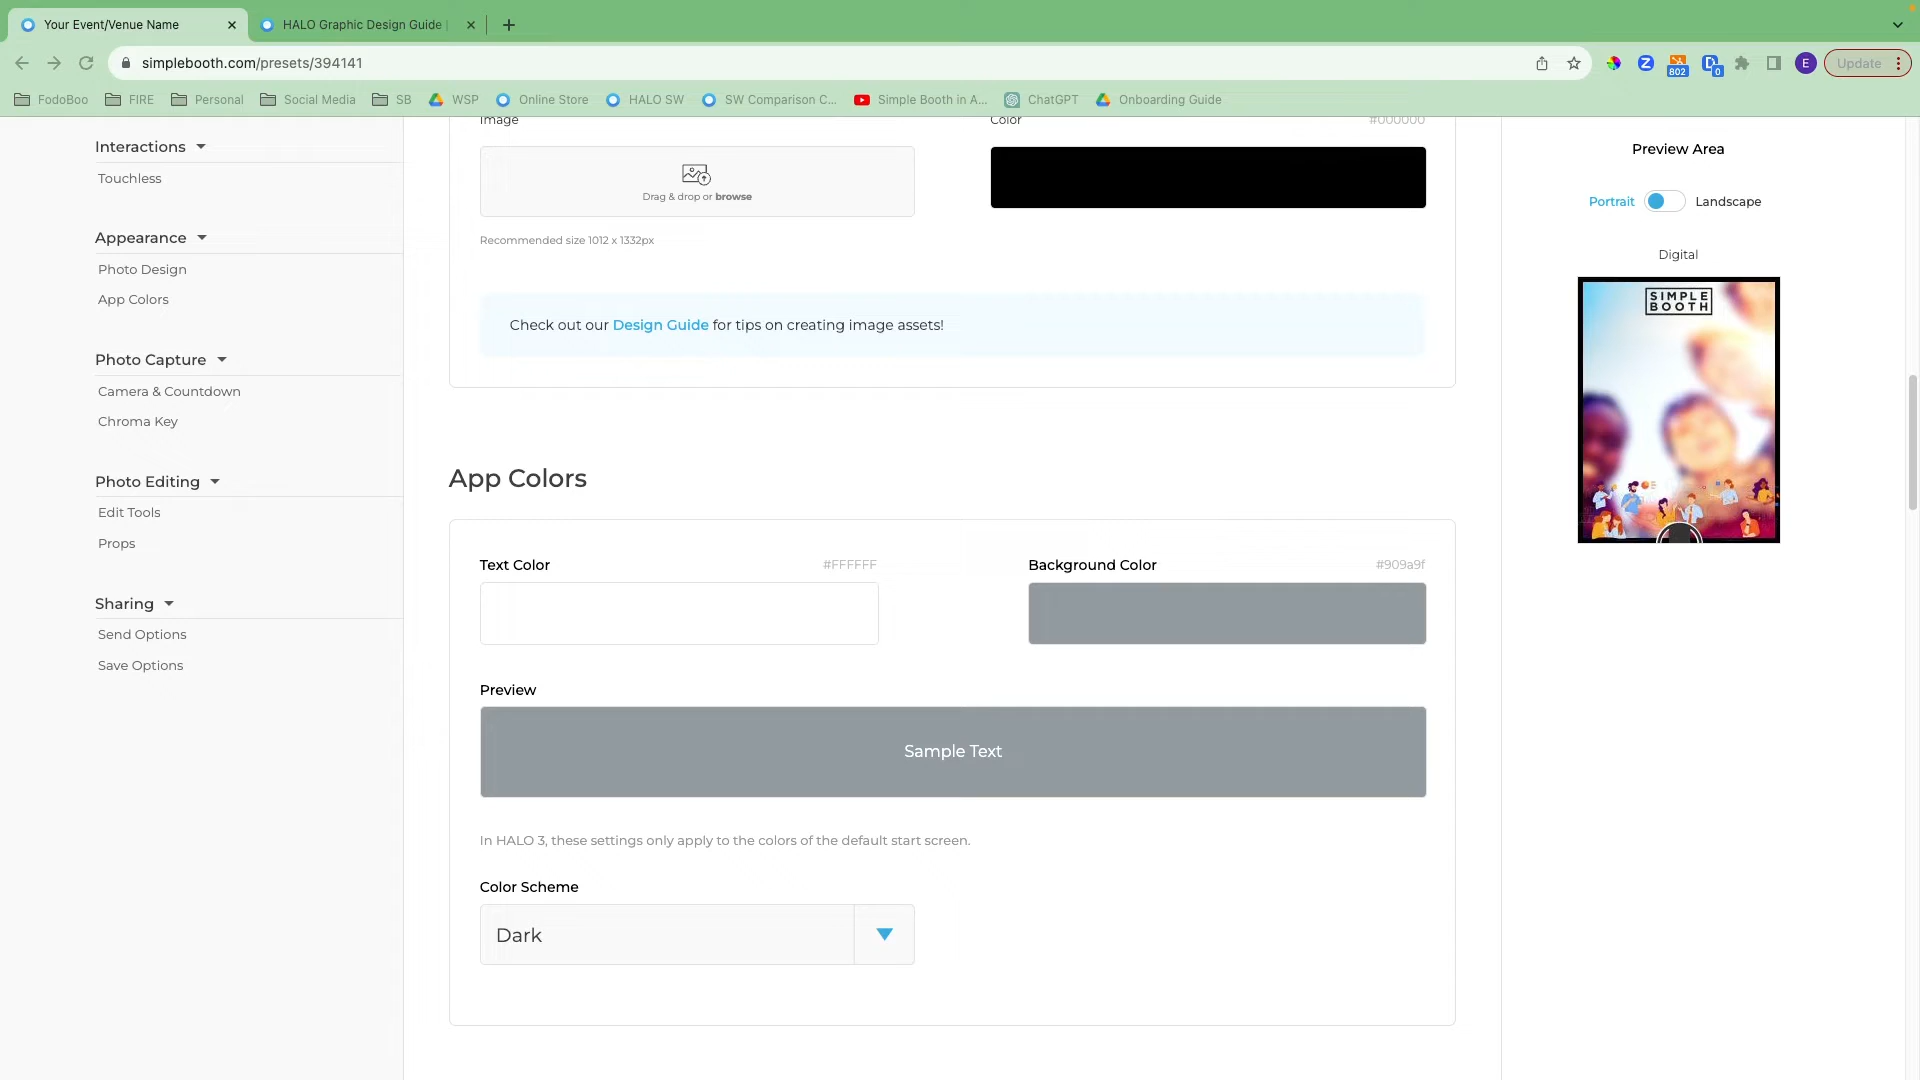 Your Event/Venue Name
HALO Graphic Design Guide |
simplebooth.com/presets/394141
802
0
E
Update
FodoBoo
FIRE
Personal
Social Media
SB
WSP
Online Store
HALO SW
SW Comparison C...
Simple Booth in A...
ChatGPT
Onboarding Guide
Interactions
Touchless
Appearance
Photo Design
App Colors
Photo Capture
Camera & Countdown
Chroma Key
Photo Editing
Edit Tools
Props
Sharing
Send Options
Save Options
Image
Color
#000000
Drag & drop or browse
Recommended size 1012 x 1332px
Check out our Design Guide for tips on creating image assets!
App Colors
Text Color
#FFFFFF
Background Color
#909a9f
Preview
Sample Text
In HALO 3, these settings only apply to the colors of the default start screen.
Color Scheme
Dark
Preview Area
Portrait
Landscape
Digital
SIMPLE
BOOTH